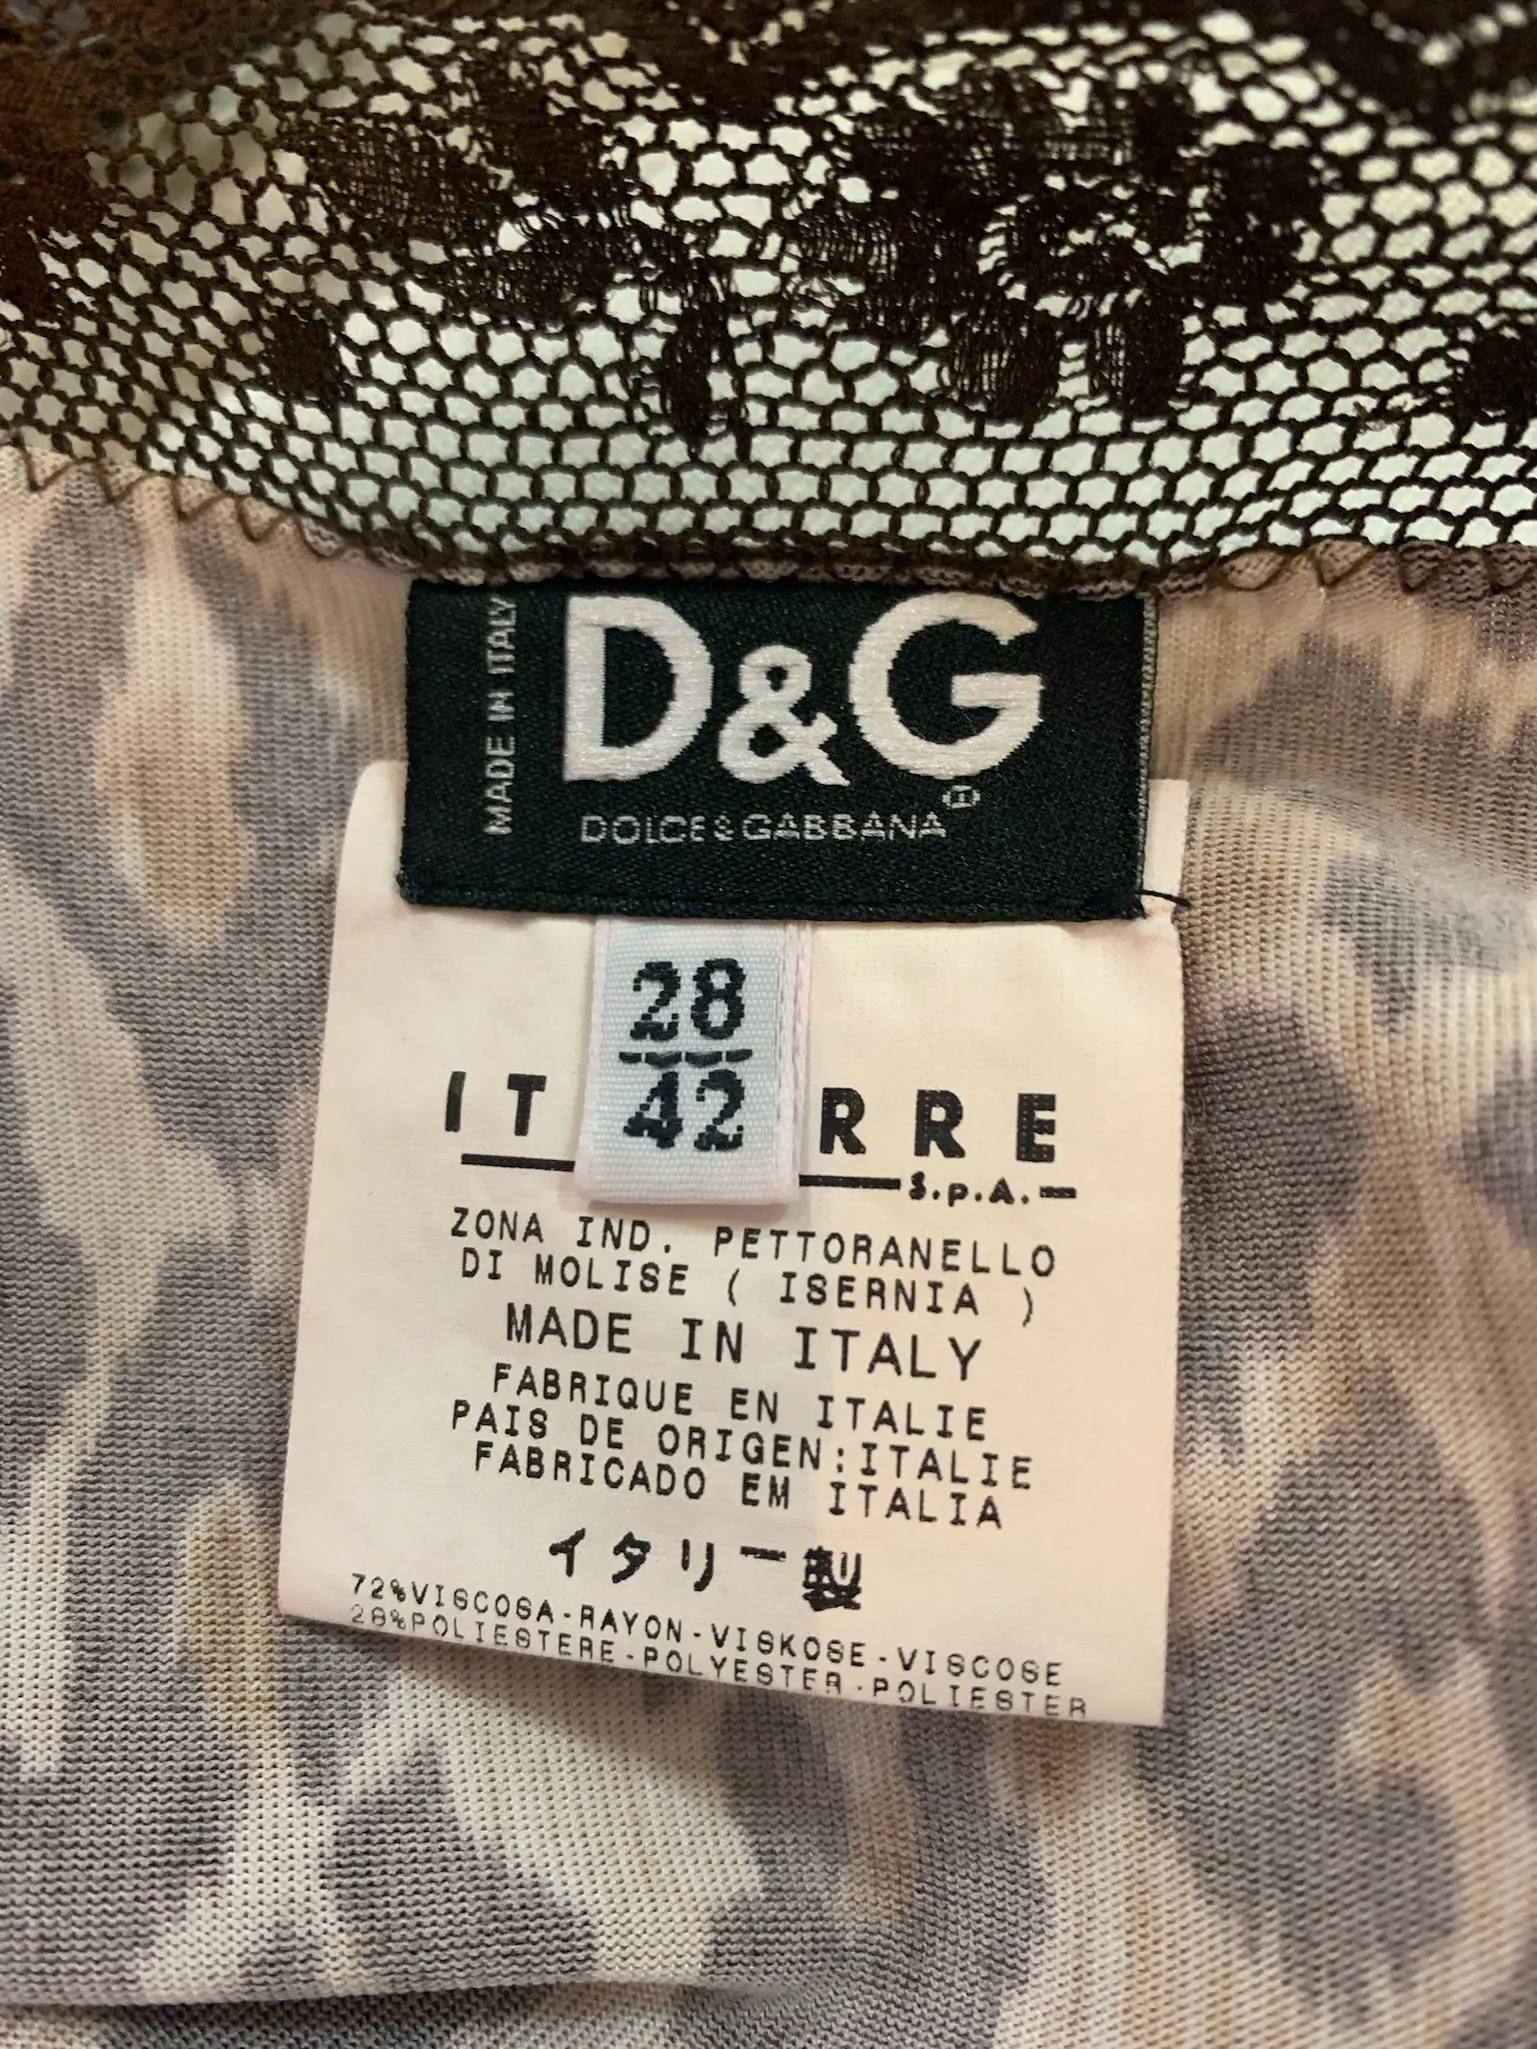 MADE IN ITALY
D&G
DOLCE & GABBANA
28
42
IT RRE
S.p.A.
ZONA IND. PETTORANELLO
DI MOLISE ( ISERNIA )
MADE IN ITALY
FABRIQUE EN ITALIE
PAIS DE ORIGEN:ITALIE
FABRICADO EM ITALIA
イタリー製
72%VISCOSA-RAYON-VISKOSE-VISCOSE
28%POLIESTERE-POLYESTER-POLIESTER